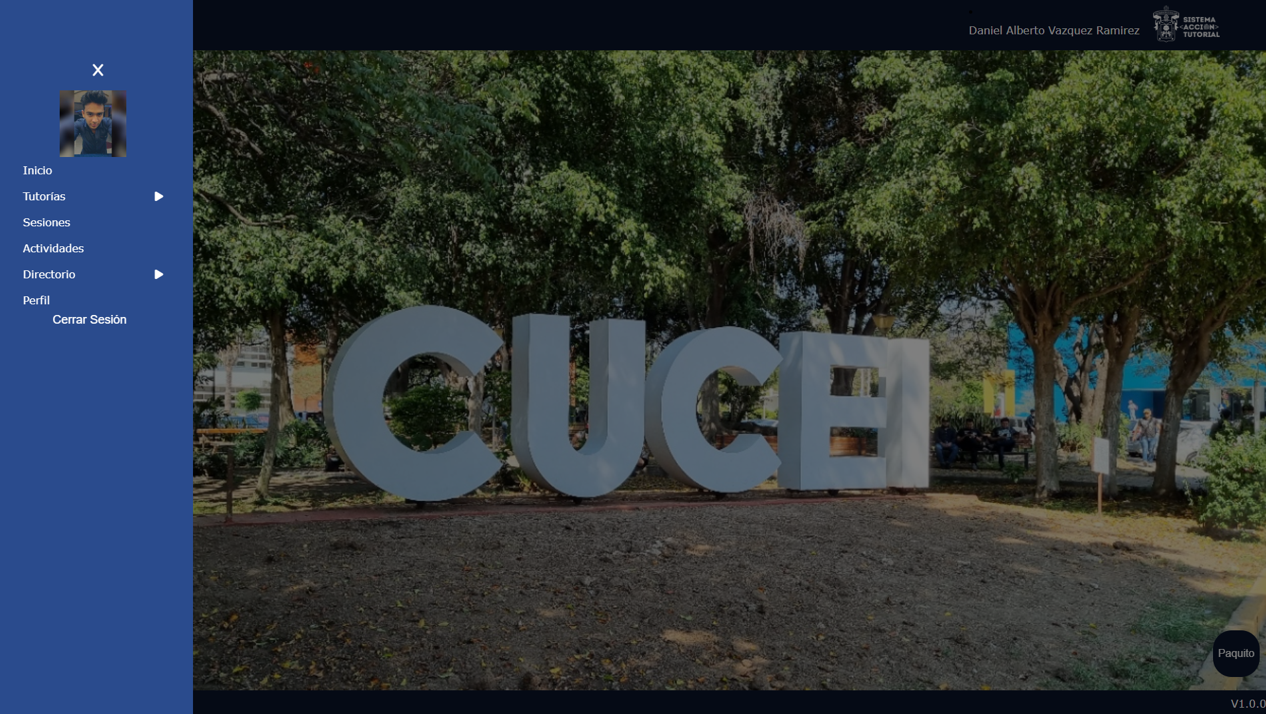 Daniel Alberto Vazquez Ramirez
SISTEMA
<ACCIÓN>
TUTORIAL
X
Inicio
Tutorías
Sesiones
Actividades
Directorio
Perfil
Cerrar Sesión
CUCEI
Paquito
V1.0.0